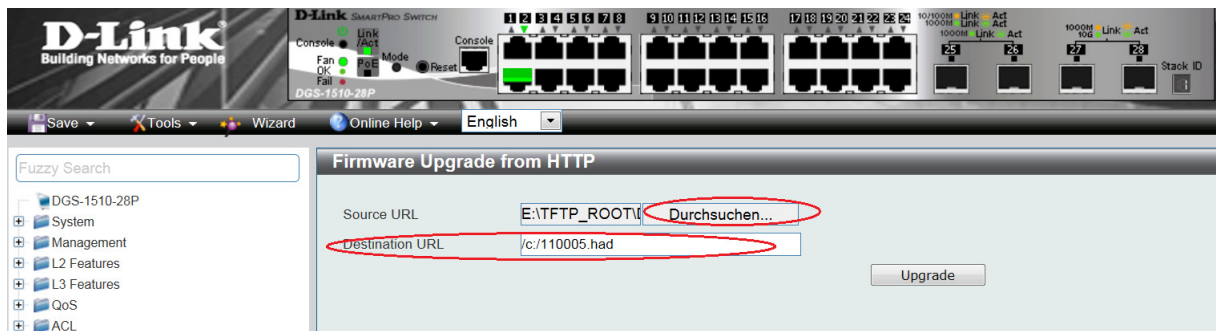 D-Link
Building Networks for People
D-Link SmartPro Switch
Console
Link /Act
Fan OK Fail
PoE
Mode
Reset
Console
DGS-1510-28P
1 2 3 4 5 6 7 8
9 10 11 12 13 14 15 16
17 18 19 20 21 22 23 24
10/100M Link Act
1000M Link Act
1000M Link Act
25 26
1000M Link Act
10G
27 28
Stack ID
Save Tools Wizard Online Help English
Fuzzy Search
DGS-1510-28P
System
Management
L2 Features
L3 Features
QoS
ACL
Firmware Upgrade from HTTP
Source URL E:\TFTP_ROOT\ Durchsuchen...
Destination URL /c:/110005.had
Upgrade